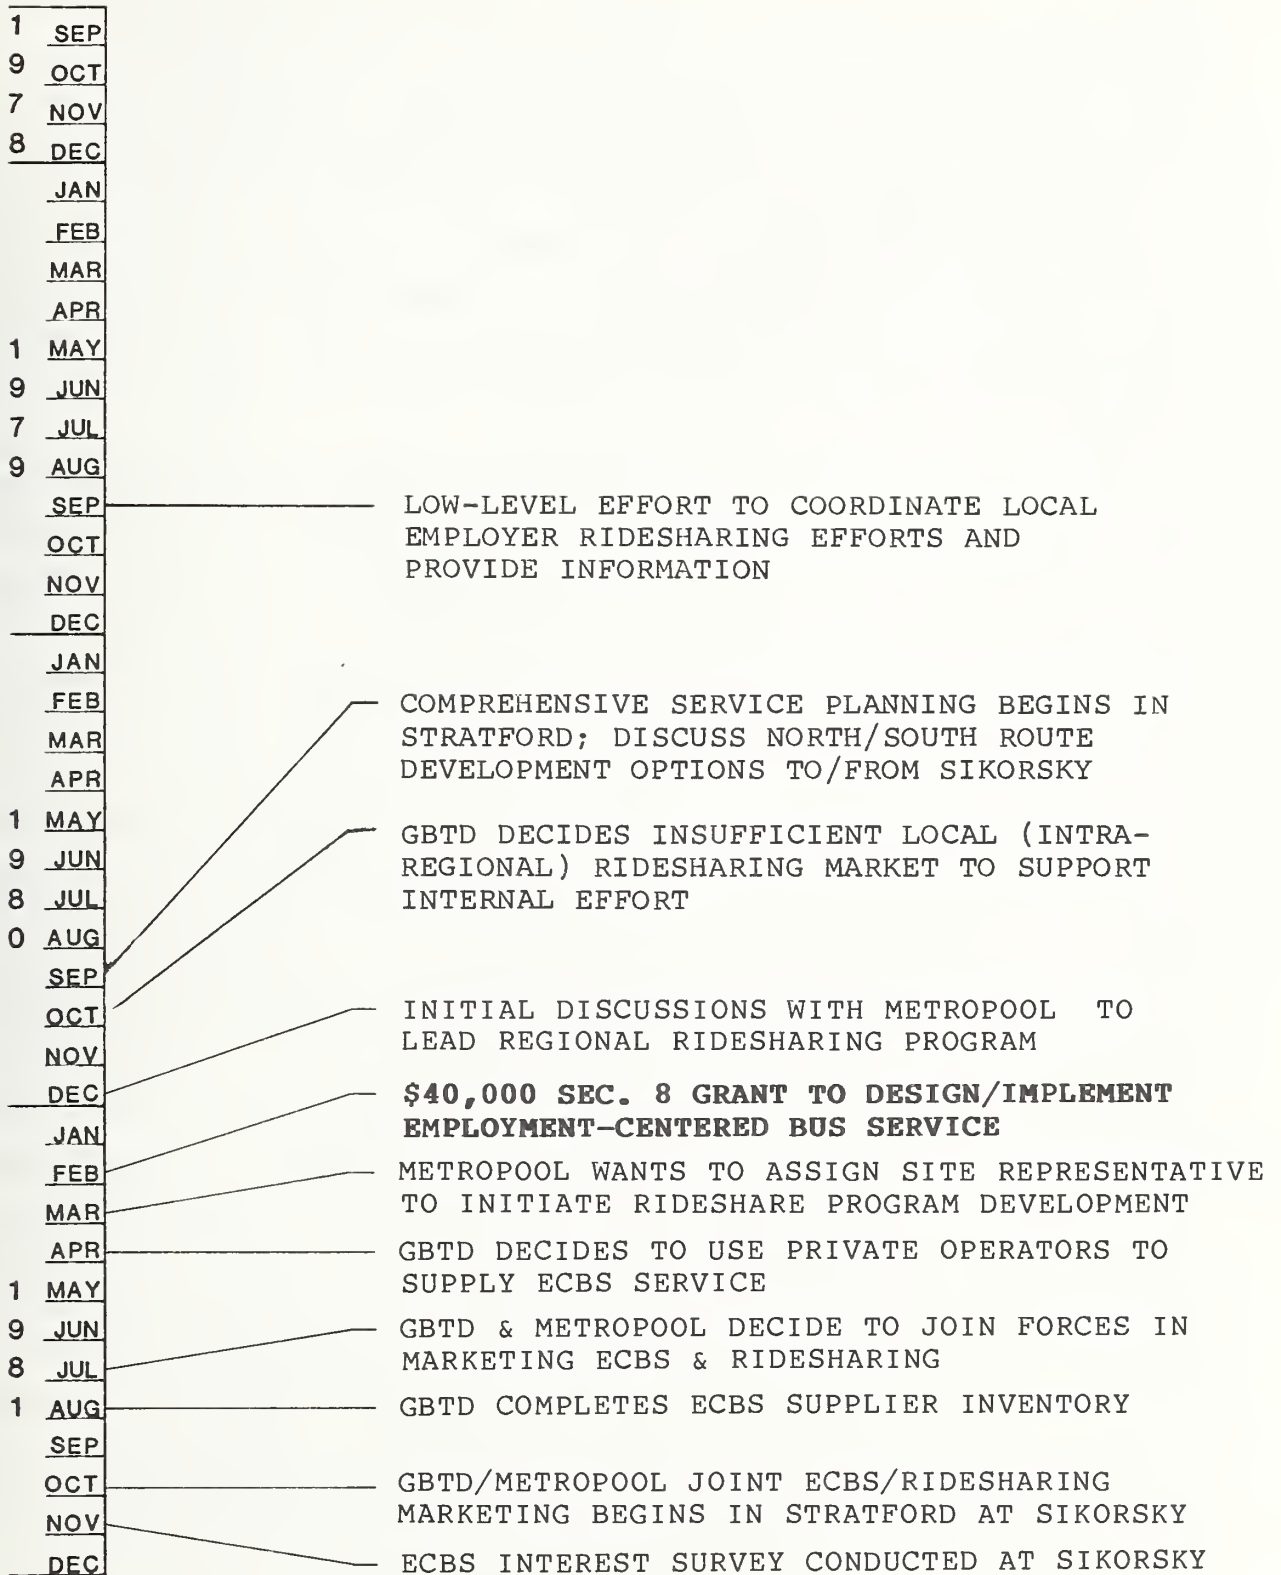 1 SEP
9 OCT
7 NOV
8 DEC
JAN
FEB
MAR
APR
1 MAY
9 JUN
7 JUL
9 AUG
SEP
LOW-LEVEL EFFORT TO COORDINATE LOCAL
EMPLOYER RIDESHARING EFFORTS AND
PROVIDE INFORMATION
OCT
NOV
DEC
JAN
FEB
COMPREHENSIVE SERVICE PLANNING BEGINS IN
STRATFORD; DISCUSS NORTH/SOUTH ROUTE
DEVELOPMENT OPTIONS TO/FROM SIKORSKY
MAR
APR
1 MAY
GBTD DECIDES INSUFFICIENT LOCAL (INTRA-
REGIONAL) RIDESHARING MARKET TO SUPPORT
INTERNAL EFFORT
9 JUN
8 JUL
0 AUG
SEP
OCT
INITIAL DISCUSSIONS WITH METROPOOL TO
LEAD REGIONAL RIDESHARING PROGRAM
NOV
DEC
$40,000 SEC. 8 GRANT TO DESIGN/IMPLEMENT
EMPLOYMENT-CENTERED BUS SERVICE
JAN
FEB
METROPOOL WANTS TO ASSIGN SITE REPRESENTATIVE
TO INITIATE RIDESHARE PROGRAM DEVELOPMENT
MAR
APR
GBTD DECIDES TO USE PRIVATE OPERATORS TO
SUPPLY ECBS SERVICE
1 MAY
9 JUN
GBTD & METROPOOL DECIDE TO JOIN FORCES IN
MARKETING ECBS & RIDESHARING
8 JUL
1 AUG
GBTD COMPLETES ECBS SUPPLIER INVENTORY
SEP
OCT
GBTD/METROPOOL JOINT ECBS/RIDESHARING
MARKETING BEGINS IN STRATFORD AT SIKORSKY
NOV
DEC
ECBS INTEREST SURVEY CONDUCTED AT SIKORSKY